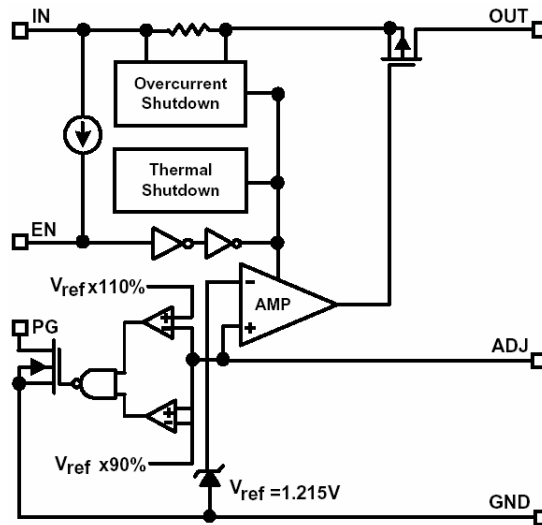 IN
OUT
Overcurrent
Shutdown
Thermal
Shutdown
EN
Vref x110%
- AMP
+
PG
+
-
ADJ
+
-
Vref x90%
Vref =1.215V
GND